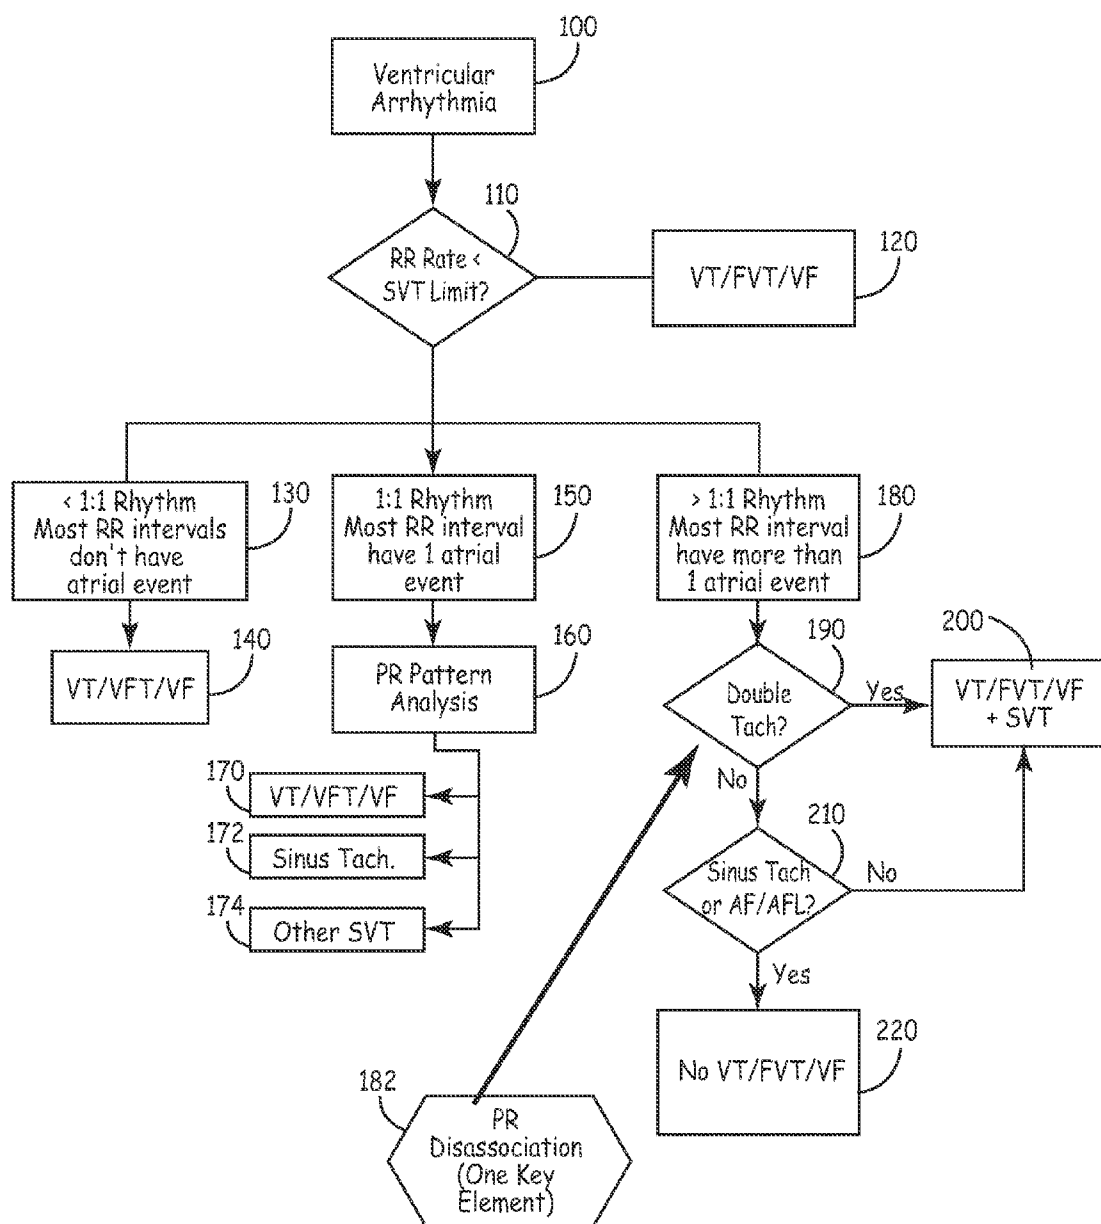 100
Ventricular
Arrhythmia
110
RR Rate <
SVT Limit?
120
VT/FVT/VF
130
< 1:1 Rhythm
Most RR intervals
don't have
atrial event
150
1:1 Rhythm
Most RR interval
have 1 atrial
event
180
> 1:1 Rhythm
Most RR interval
have more than
1 atrial event
140
VT/VFT/VF
160
PR Pattern
Analysis
190
Double
Tach?
Yes
200
VT/FVT/VF
+ SVT
No
170
VT/VFT/VF
172
Sinus Tach.
174
Other SVT
210
Sinus Tach
or AF/AFL?
No
Yes
220
No VT/FVT/VF
182
PR
Disassociation
(One Key
Element)